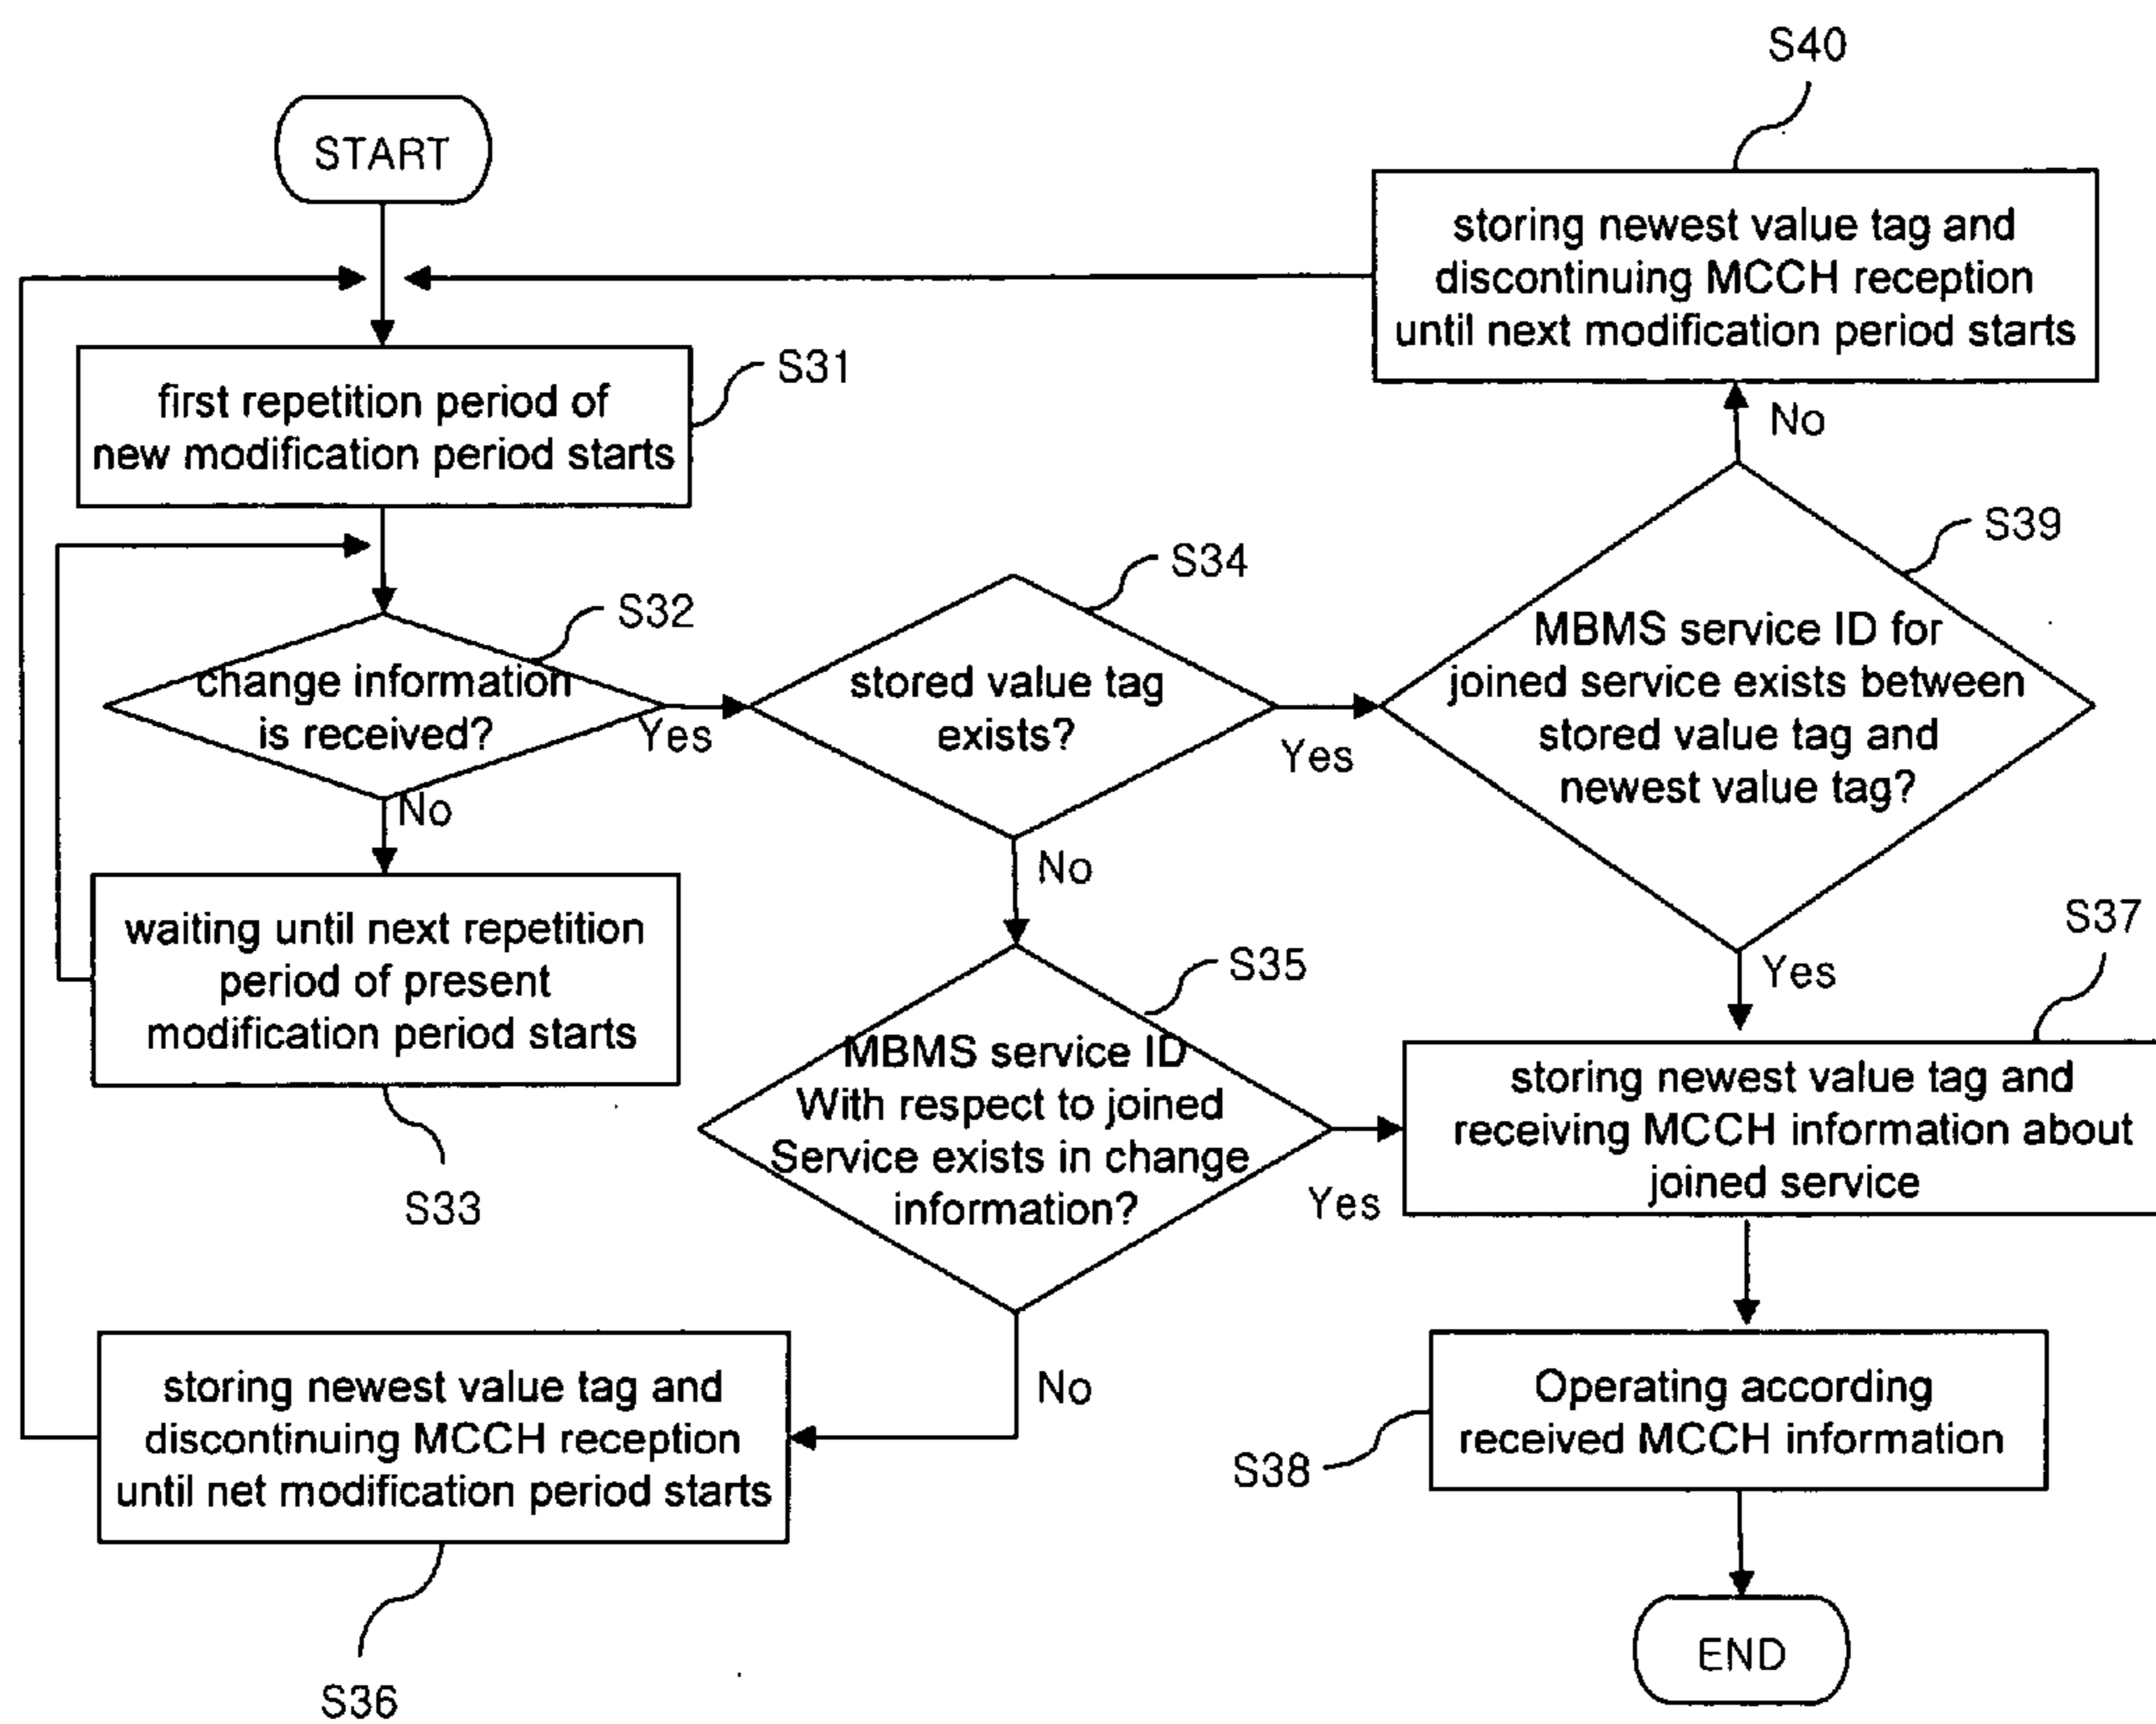 S40
START
storing newest value tag and
discontinuing MCCH reception
until next modification period starts
S31
first repetition period of
new modification period starts
No
S39
S34
S32
MBMS service ID for
joined service exists between
stored value tag and
newest value tag?
change information
is received?
Yes
stored value tag
exists?
Yes
No
No
waiting until next repetition
period of present
modification period starts
S33
S35
Yes
S37
MBMS service ID
With respect to joined
Service exists in change
information?
Yes
storing newest value tag and
receiving MCCH information about
joined service
No
storing newest value tag and
discontinuing MCCH reception
until net modification period starts
S36
Operating according
received MCCH information
S38
END